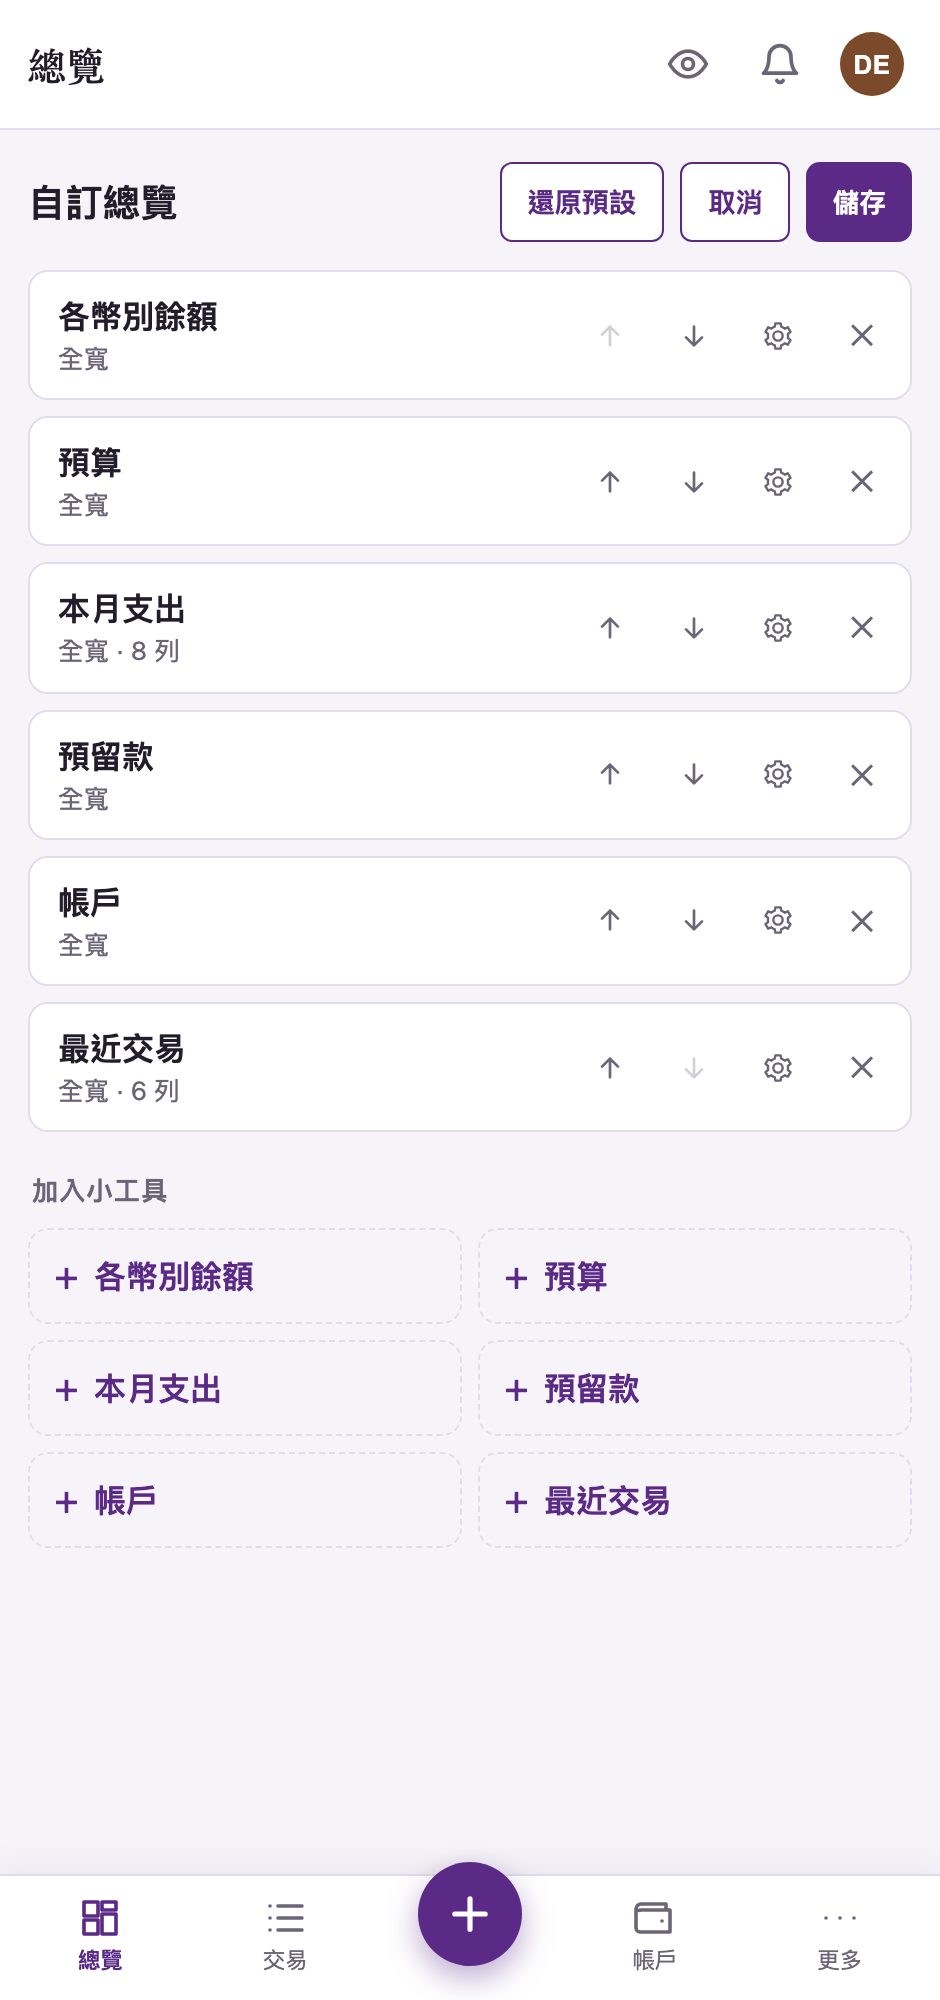 總覽
DE
自訂總覽
還原預設
取消
儲存
各幣別餘額
全寬
預算
全寬
本月支出
全寬 · 8 列
預留款
全寬
帳戶
全寬
最近交易
全寬 · 6 列
加入小工具
+ 各幣別餘額
+ 預算
+ 本月支出
+ 預留款
+ 帳戶
+ 最近交易
總覽
交易
帳戶
更多